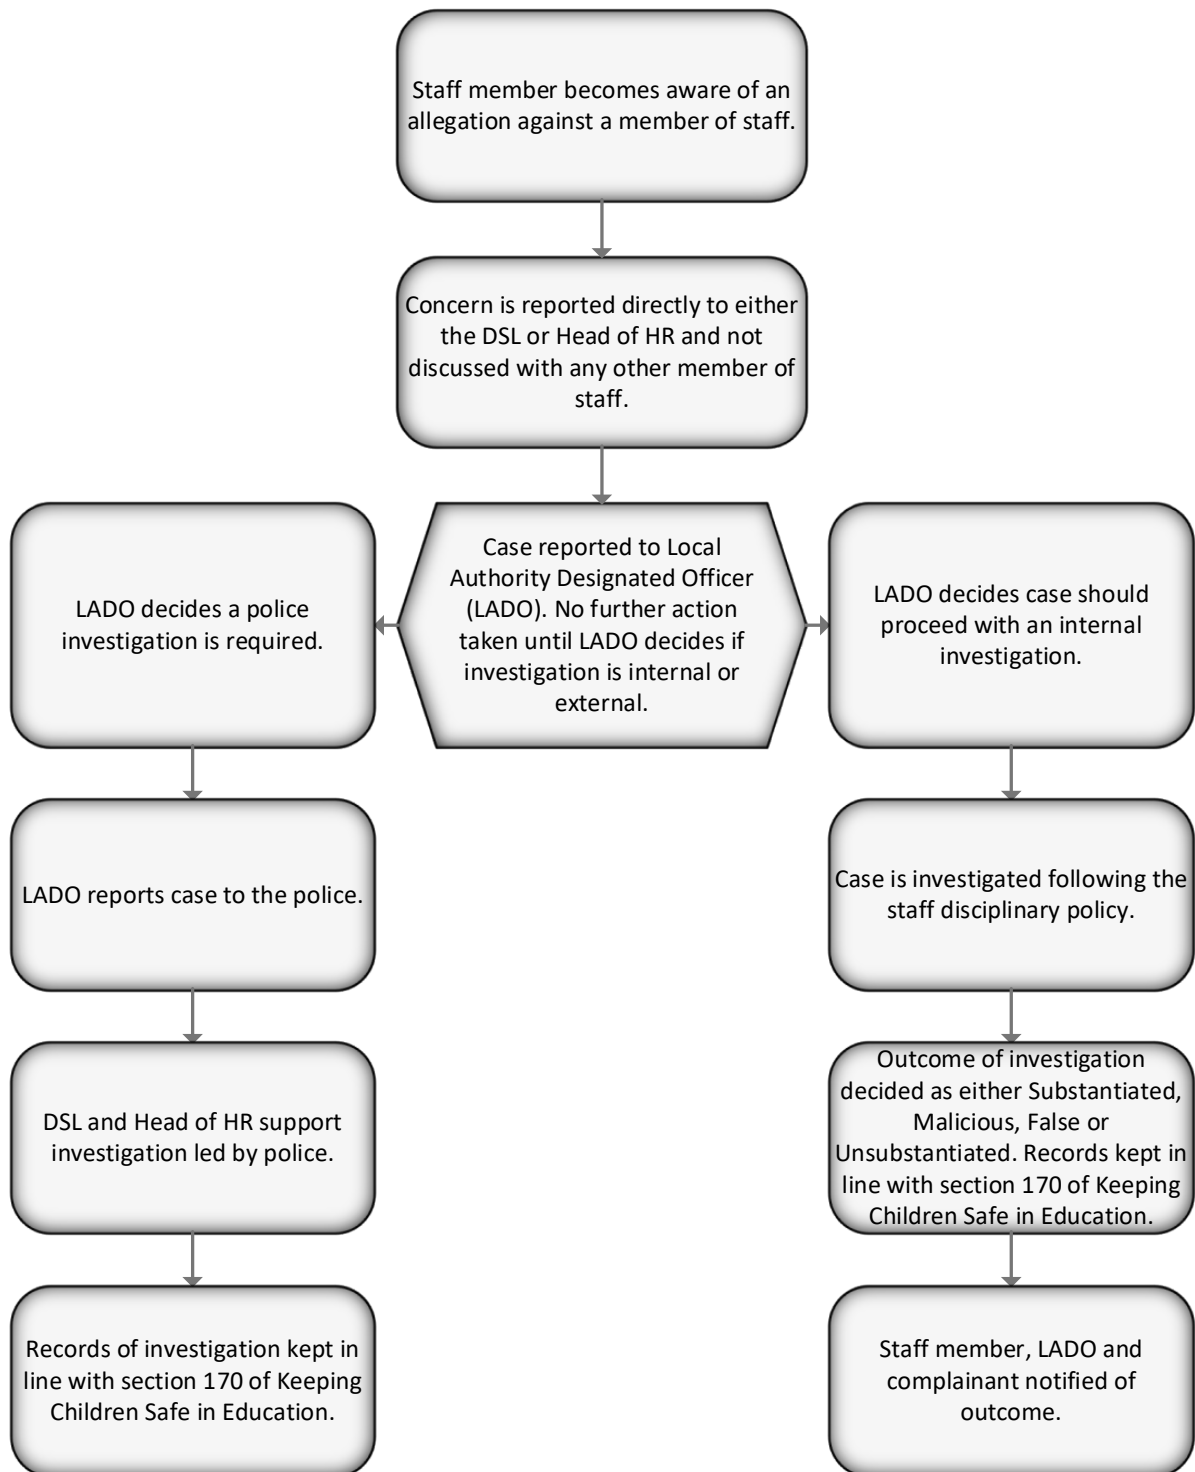 Staff member becomes aware of an
allegation against a member of staff.
Concern is reported directly to either
the DSL or Head of HR and not
discussed with any other member of
staff.
Case reported to Local
Authority Designated Officer
(LADO). No further action
taken until LADO decides if
investigation is internal or
external.
LADO decides a police
investigation is required.
LADO decides case should
proceed with an internal
investigation.
LADO reports case to the police.
Case is investigated following the
staff disciplinary policy.
DSL and Head of HR support
investigation led by police.
Outcome of investigation
decided as either Substantiated,
Malicious, False or
Unsubstantiated. Records kept in
line with section 170 of Keeping
Children Safe in Education.
Records of investigation kept in
line with section 170 of Keeping
Children Safe in Education.
Staff member, LADO and
complainant notified of
outcome.